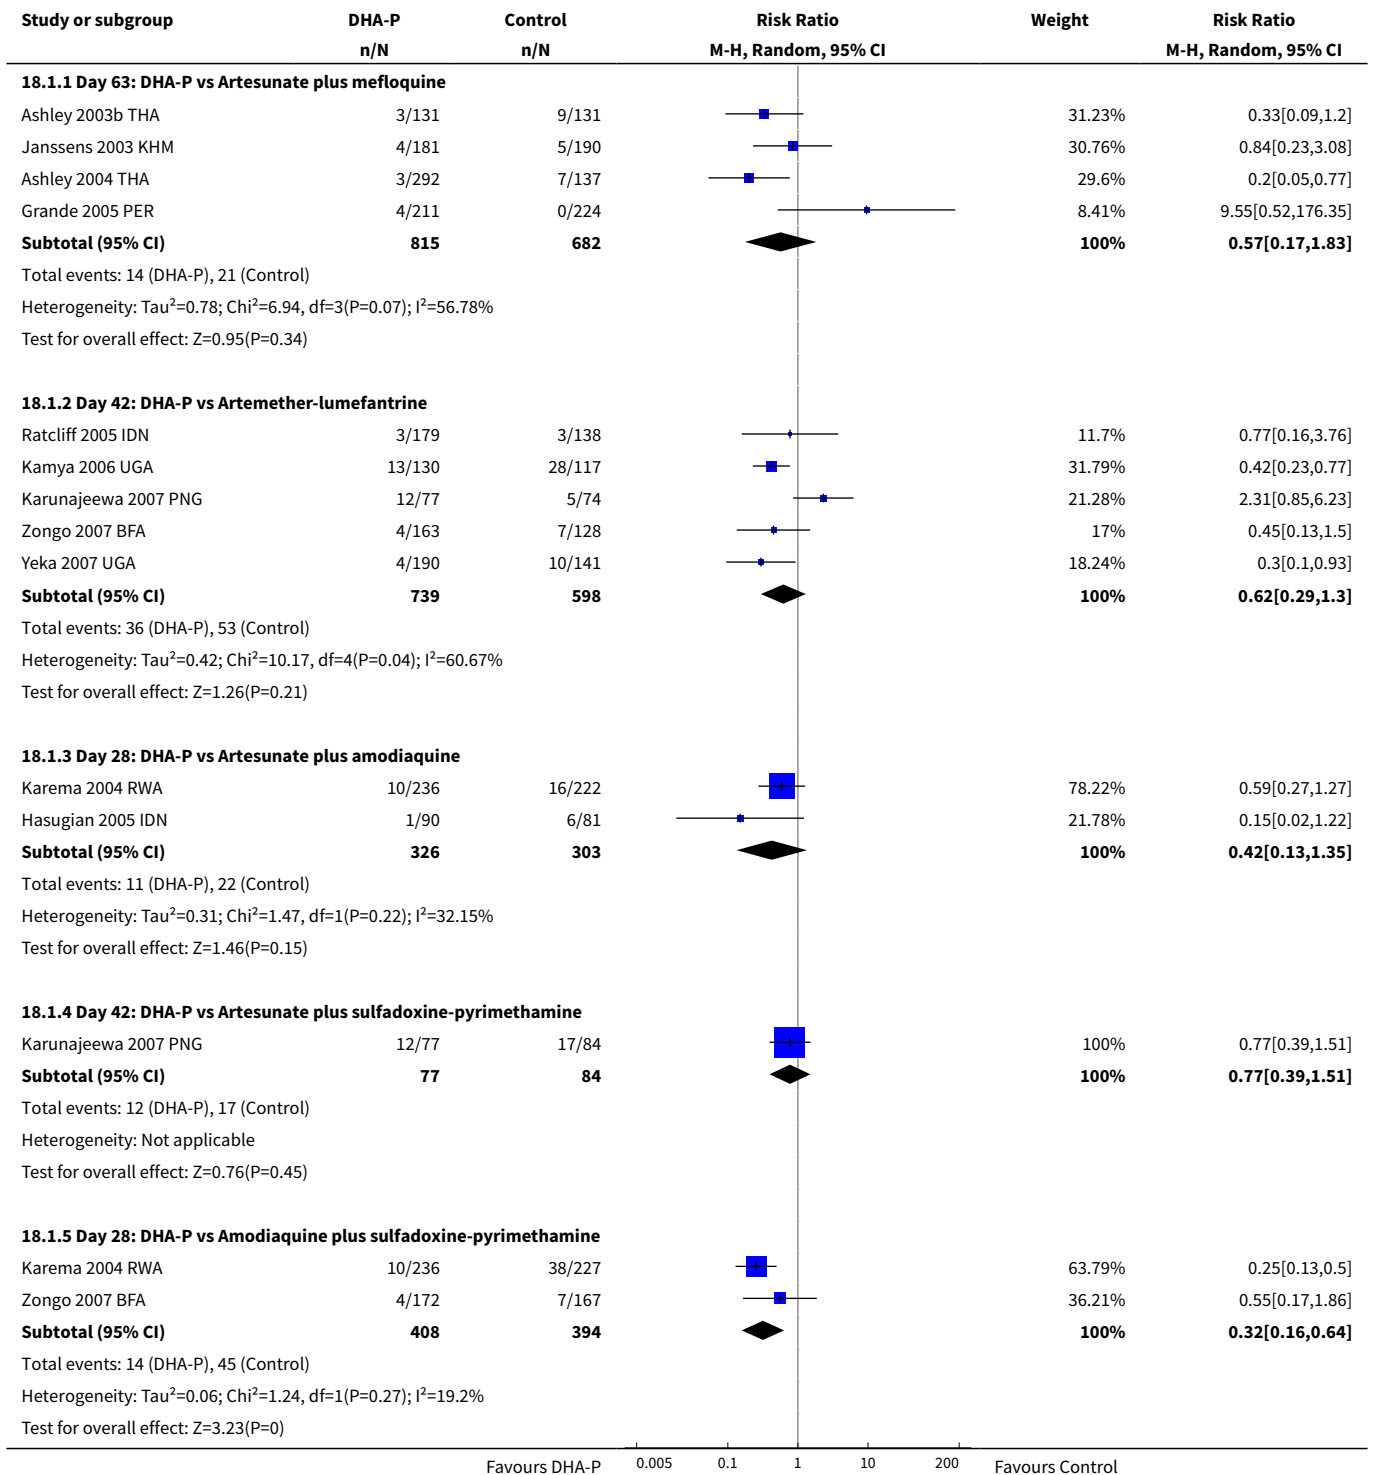 Study or subgroup DHA-P Control Risk Ratio Weight Risk Ratio
n/N n/N M-H, Random, 95% CI M-H, Random, 95% CI
18.1.1 Day 63: DHA-P vs Artesunate plus mefloquine
Ashley 2003b THA 3/131 9/131 31.23% 0.33[0.09,1.2]
Janssens 2003 KHM 4/181 5/190 30.76% 0.84[0.23,3.08]
Ashley 2004 THA 3/292 7/137 29.6% 0.2[0.05,0.77]
Grande 2005 PER 4/211 0/224 8.41% 9.55[0.52,176.35]
Subtotal (95% CI) 815 682 100% 0.57[0.17,1.83]
Total events: 14 (DHA-P), 21 (Control)
Heterogeneity: Tau²=0.78; Chi²=6.94, df=3(P=0.07); I²=56.78%
Test for overall effect: Z=0.95(P=0.34)
18.1.2 Day 42: DHA-P vs Artemether-lumefantrine
Ratcliff 2005 IDN 3/179 3/138 11.7% 0.77[0.16,3.76]
Kamya 2006 UGA 13/130 28/117 31.79% 0.42[0.23,0.77]
Karunajeewa 2007 PNG 12/77 5/74 21.28% 2.31[0.85,6.23]
Zongo 2007 BFA 4/163 7/128 17% 0.45[0.13,1.5]
Yeka 2007 UGA 4/190 10/141 18.24% 0.3[0.1,0.93]
Subtotal (95% CI) 739 598 100% 0.62[0.29,1.3]
Total events: 36 (DHA-P), 53 (Control)
Heterogeneity: Tau²=0.42; Chi²=10.17, df=4(P=0.04); I²=60.67%
Test for overall effect: Z=1.26(P=0.21)
18.1.3 Day 28: DHA-P vs Artesunate plus amodiaquine
Karema 2004 RWA 10/236 16/222 78.22% 0.59[0.27,1.27]
Hasugian 2005 IDN 1/90 6/81 21.78% 0.15[0.02,1.22]
Subtotal (95% CI) 326 303 100% 0.42[0.13,1.35]
Total events: 11 (DHA-P), 22 (Control)
Heterogeneity: Tau²=0.31; Chi²=1.47, df=1(P=0.22); I²=32.15%
Test for overall effect: Z=1.46(P=0.15)
18.1.4 Day 42: DHA-P vs Artesunate plus sulfadoxine-pyrimethamine
Karunajeewa 2007 PNG 12/77 17/84 100% 0.77[0.39,1.51]
Subtotal (95% CI) 77 84 100% 0.77[0.39,1.51]
Total events: 12 (DHA-P), 17 (Control)
Heterogeneity: Not applicable
Test for overall effect: Z=0.76(P=0.45)
18.1.5 Day 28: DHA-P vs Amodiaquine plus sulfadoxine-pyrimethamine
Karema 2004 RWA 10/236 38/227 63.79% 0.25[0.13,0.5]
Zongo 2007 BFA 4/172 7/167 36.21% 0.55[0.17,1.86]
Subtotal (95% CI) 408 394 100% 0.32[0.16,0.64]
Total events: 14 (DHA-P), 45 (Control)
Heterogeneity: Tau²=0.06; Chi²=1.24, df=1(P=0.27); I²=19.2%
Test for overall effect: Z=3.23(P=0)
Favours DHA-P 0.005 0.1 1 10 200 Favours Control